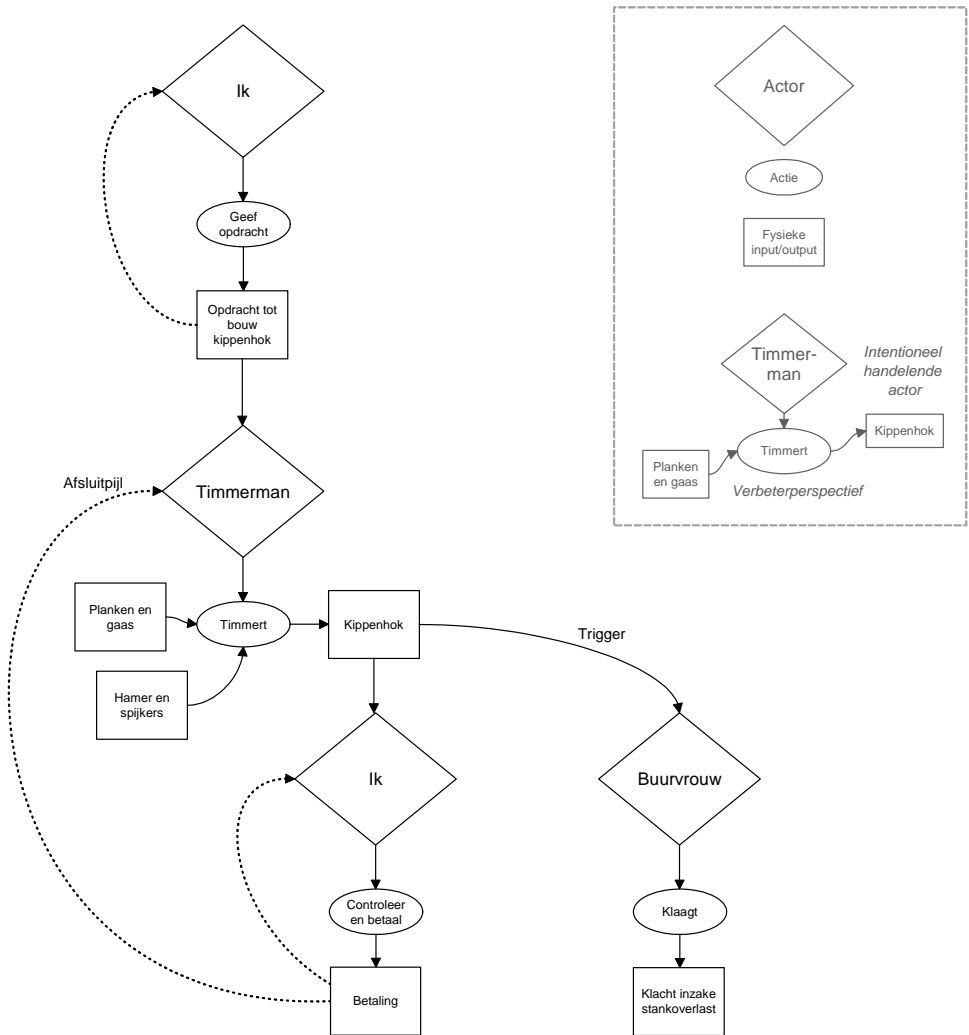 Ik
Geef
opdracht
Opdracht tot
bouw
kippenhok
Afsluitpijl
Timmerman
Planken en
gaas
Timmert
Kippenhok
Trigger
Hamer en
spijkers
Ik
Buurvrouw
Controleer
en betaal
Klaagt
Betaling
Klacht inzake
stankoverlast
Actor
Actie
Fysieke
input/output
Timmer-
man
Intentioneel
handelende
actor
Kippenhok
Timmert
Planken
en gaas
Verbeterperspectief